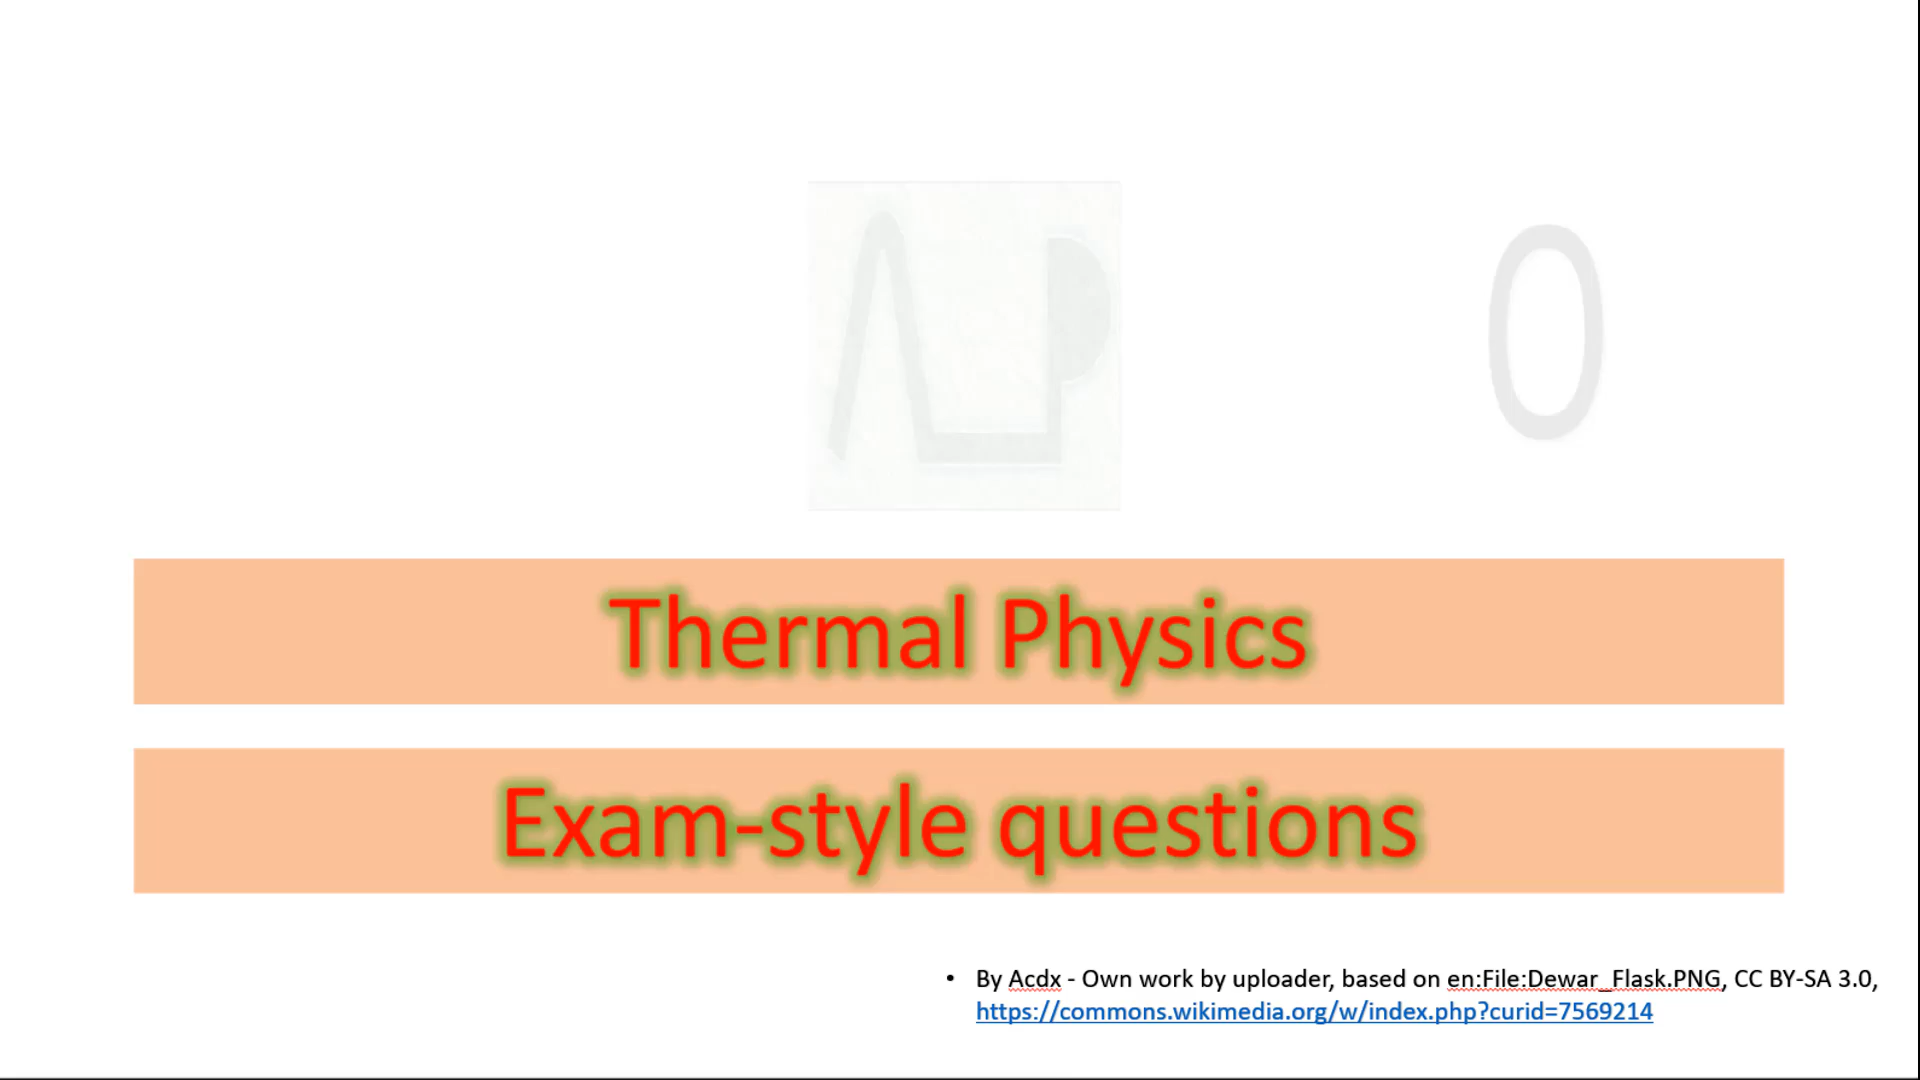 0
Thermal Physics
Exam-style questions
• By Acdx - Own work by uploader, based on en:File:Dewar_Flask.PNG, CC BY-SA 3.0,
https://commons.wikimedia.org/w/index.php?curid=7569214